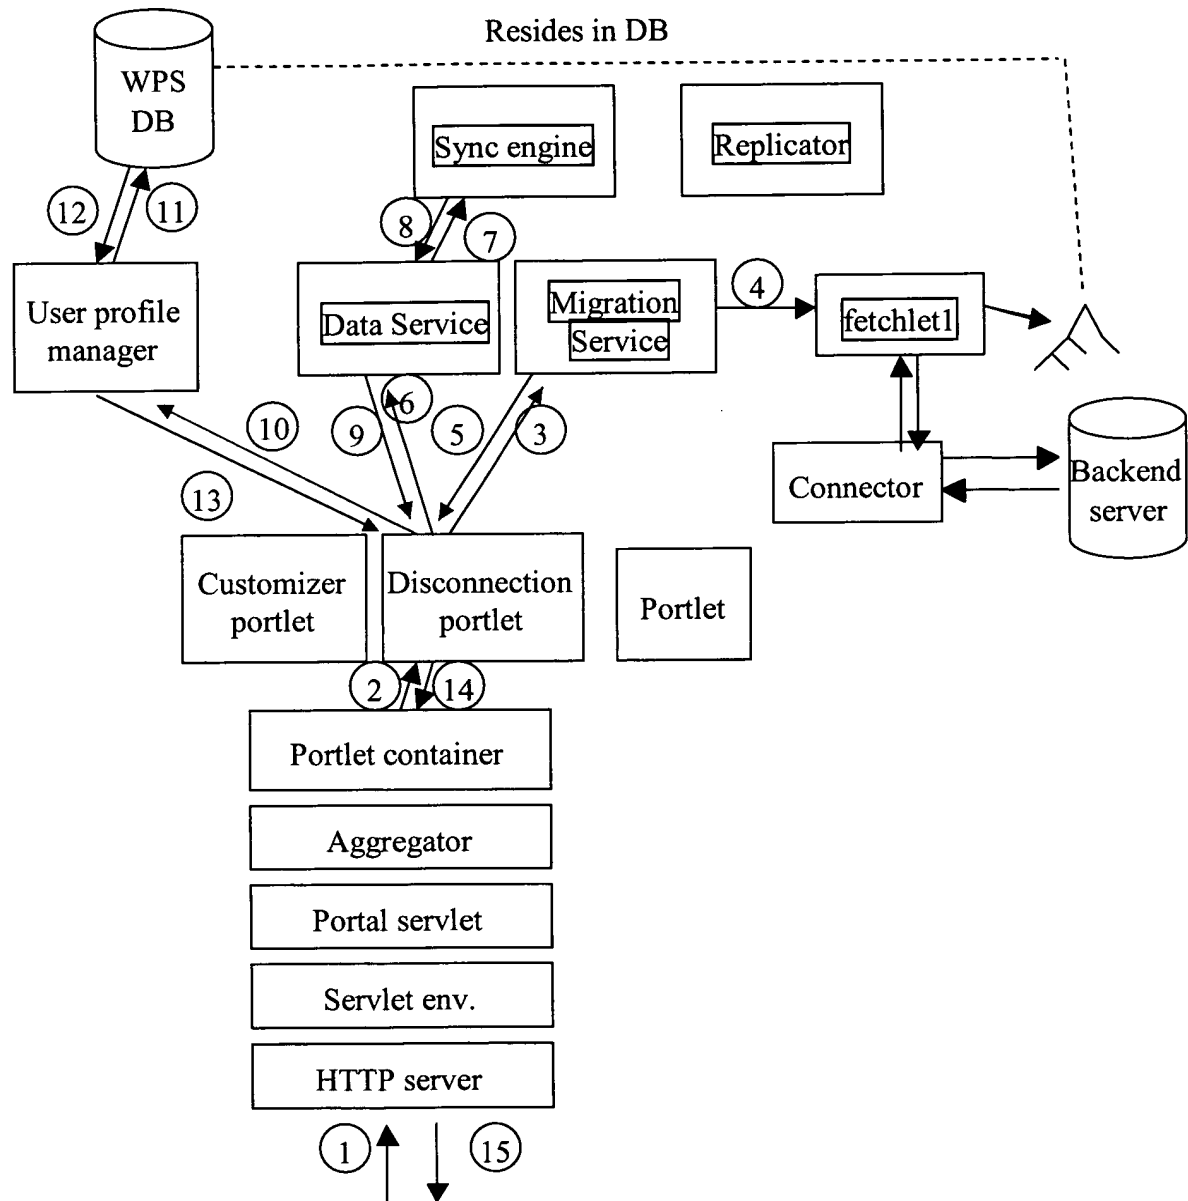 Resides in DB
WPS
DB
Sync engine
Replicator
12
11
8
7
User profile
manager
Data Service
Migration
Service
4
fetchlet1
6
10
9
5
3
13
Connector
Backend
server
Customizer
portlet
Disconnection
portlet
Portlet
2
14
Portlet container
Aggregator
Portal servlet
Servlet env.
HTTP server
1
15